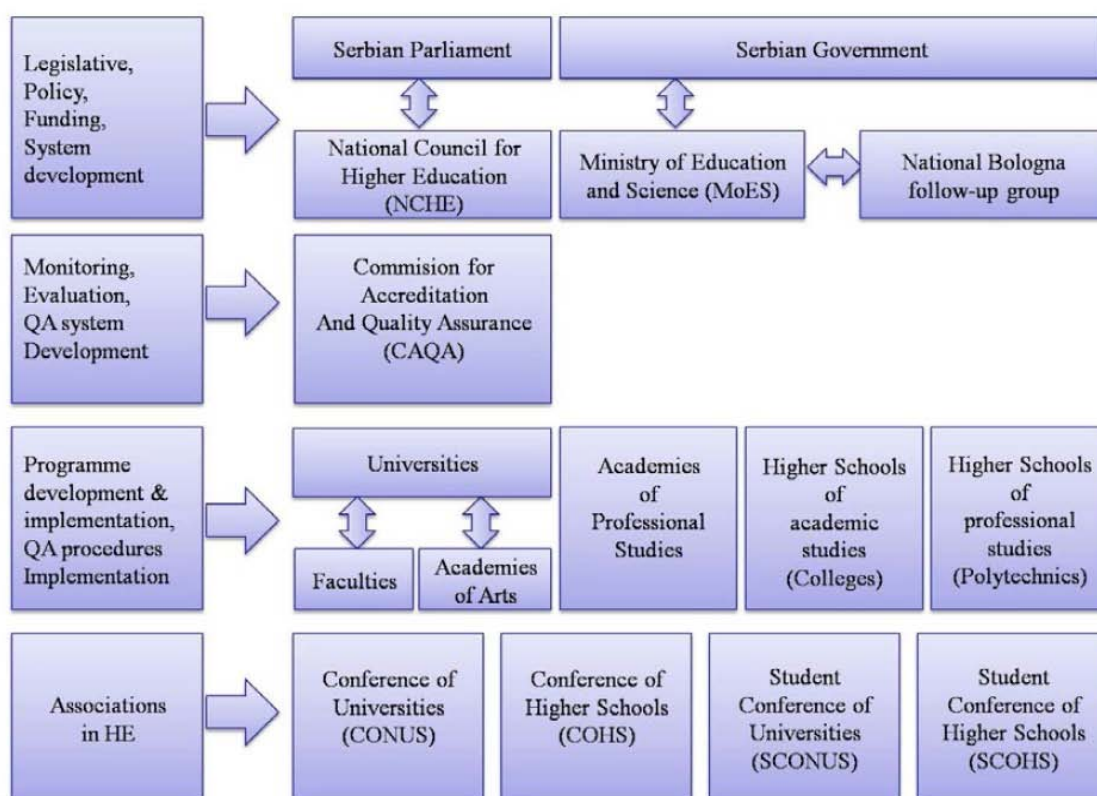 Legislative,
Policy,
Funding,
System
development
Serbian Parliament
Serbian Government
National Council for
Higher Education
(NCHE)
Ministry of Education
and Science (MoES)
National Bologna
follow-up group
Monitoring,
Evaluation,
QA system
Development
Commision for
Accreditation
And Quality Assurance
(CAQA)
Programme
development &
implementation,
QA procedures
Implementation
Universities
Faculties
Academies
of Arts
Academies
of
Professional
Studies
Higher Schools
of
academic
studies
(Colleges)
Higher Schools
of
professional
studies
(Polytechnics)
Associations
in HE
Conference of
Universities
(CONUS)
Conference of
Higher Schools
(COHS)
Student
Conference of
Universities
(SCONUS)
Student
Conference of
Higher Schools
(SCOHS)